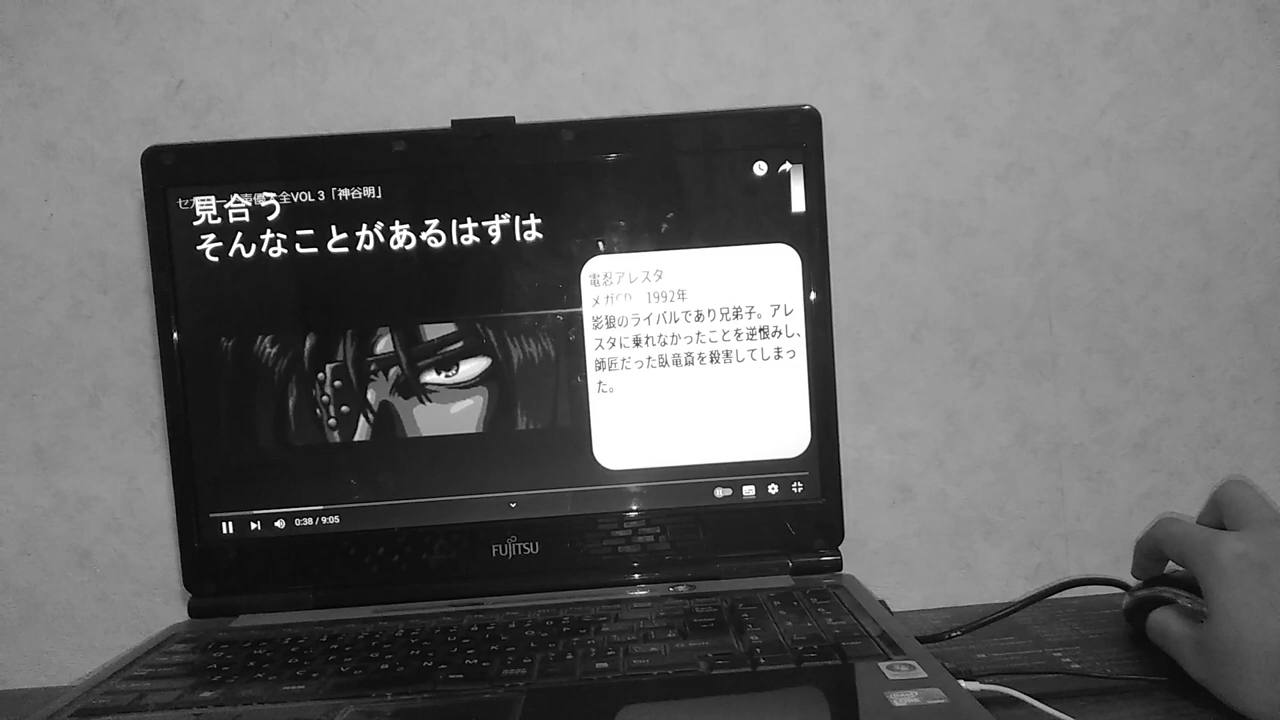 声優大全VOL 3「神谷明」
見合う
そんなことがあるはずは
電忍アレスタ
メガCD 1992年
影狼のライバルであり兄弟子。アレ
スタに乗れなかったことを逆恨みし、
師匠だった臥竜斎を殺害してしまっ
た。
0:38 / 9:05
FUJITSU